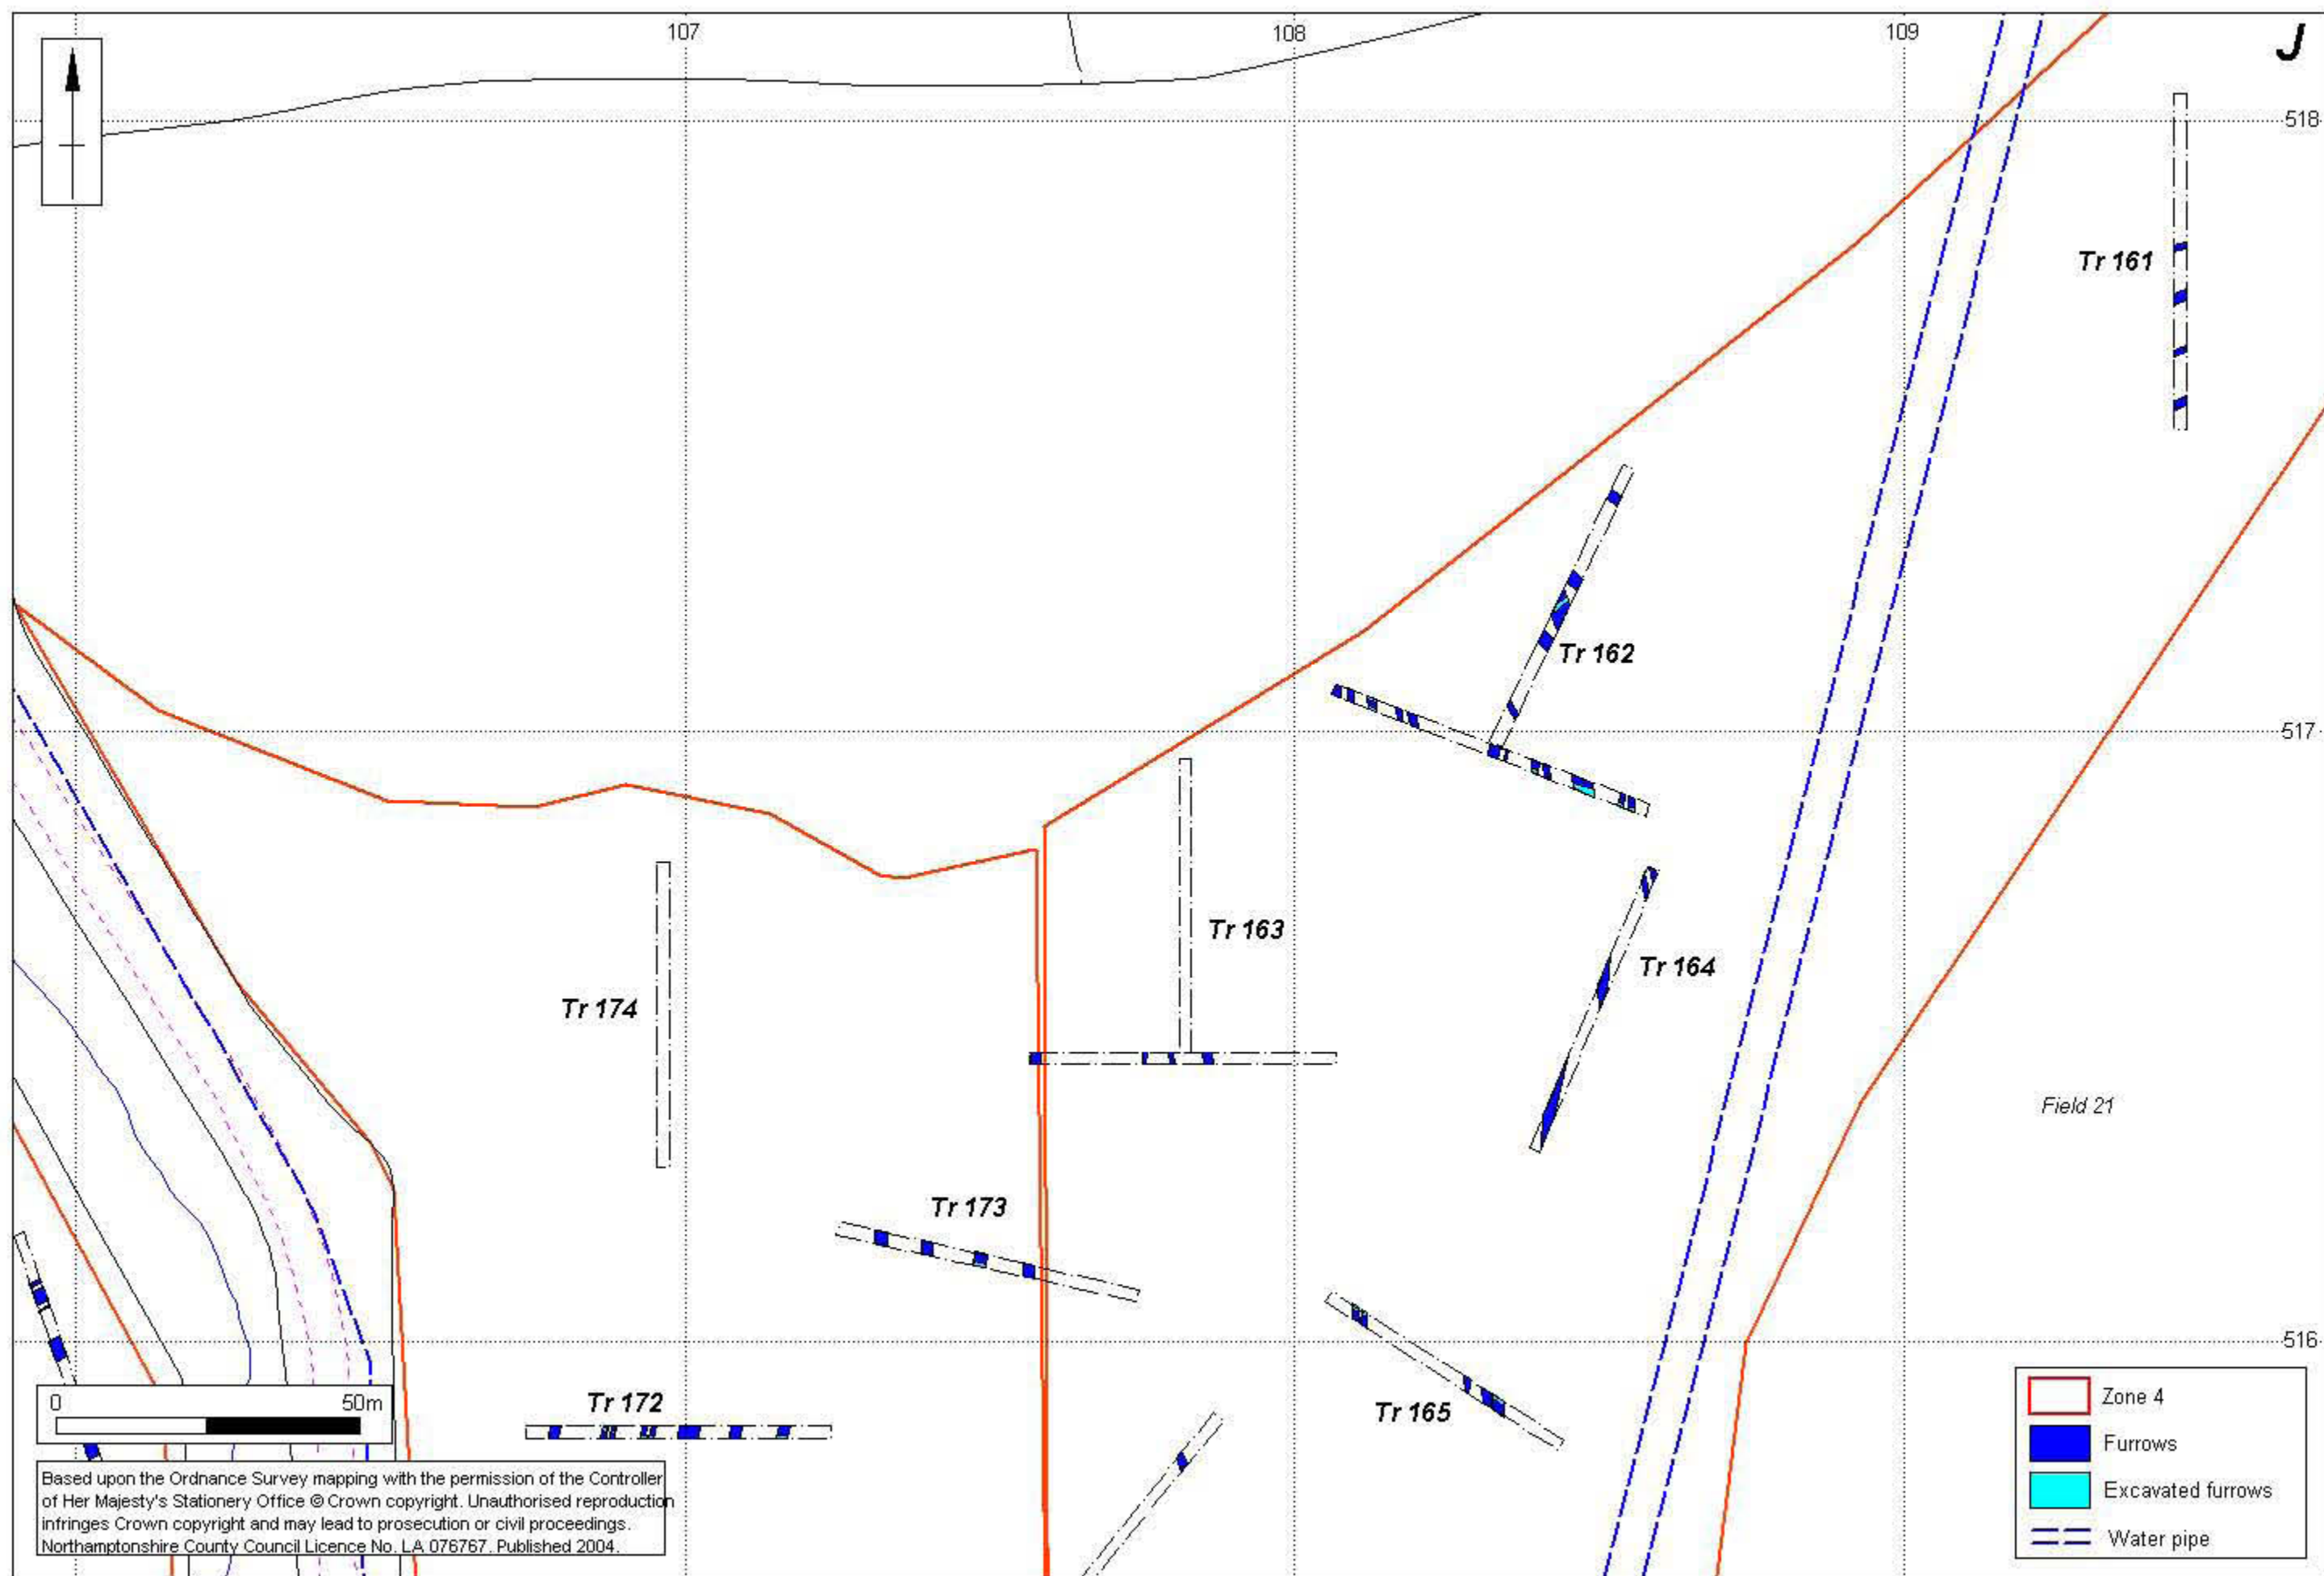 107
108
109
J
518
Tr 161
Tr 162
517
Tr 163
Tr 164
Tr 174
Field 21
Tr 173
516
Tr 165
Tr 172
0 50m
Zone 4
Furrows
Excavated furrows
Water pipe
Based upon the Ordnance Survey mapping with the permission of the Controller
of Her Majesty's Stationery Office © Crown copyright. Unauthorised reproduction
infringes Crown copyright and may lead to prosecution or civil proceedings.
Northamptonshire County Council Licence No. LA 076767. Published 2004.